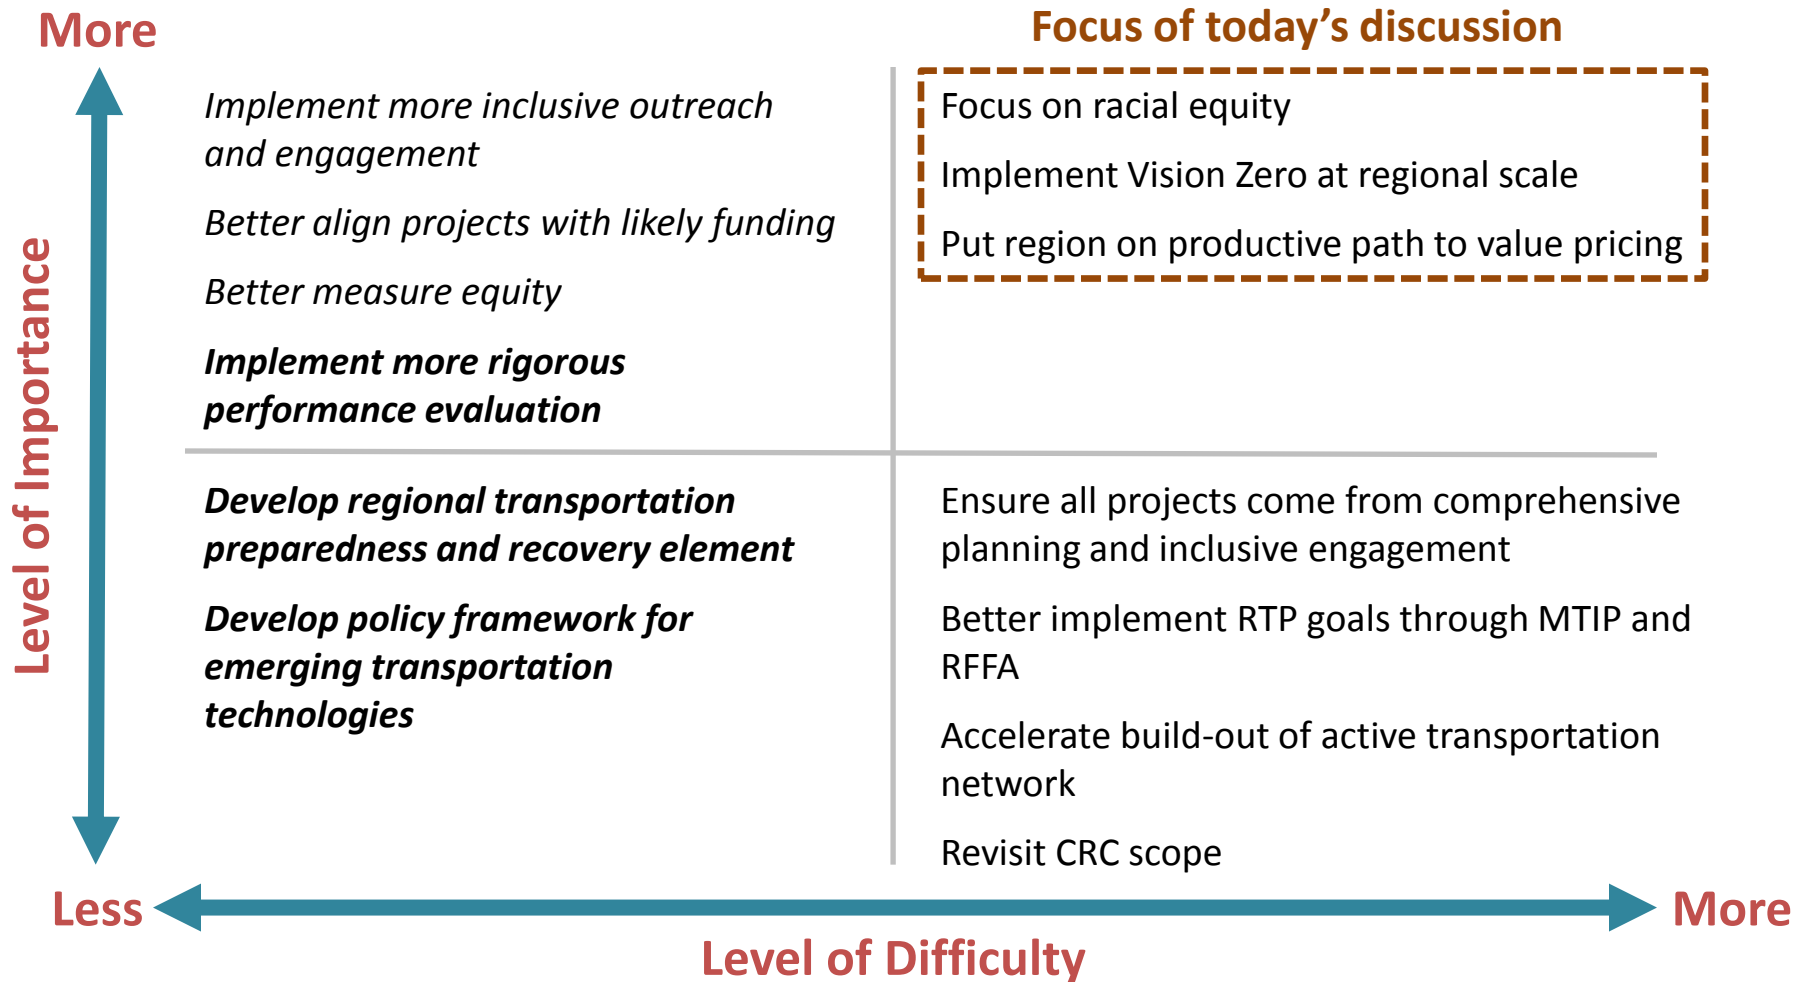 More
Focus of today’s discussion
Implement more inclusive outreach
and engagement
Better align projects with likely funding
Better measure equity
Implement more rigorous
performance evaluation
Focus on racial equity
Implement Vision Zero at regional scale
Put region on productive path to value pricing
Level of Importance
Develop regional transportation
preparedness and recovery element
Develop policy framework for
emerging transportation
technologies
Ensure all projects come from comprehensive
planning and inclusive engagement
Better implement RTP goals through MTIP and
RFFA
Accelerate build-out of active transportation
network
Revisit CRC scope
Less
More
Level of Difficulty